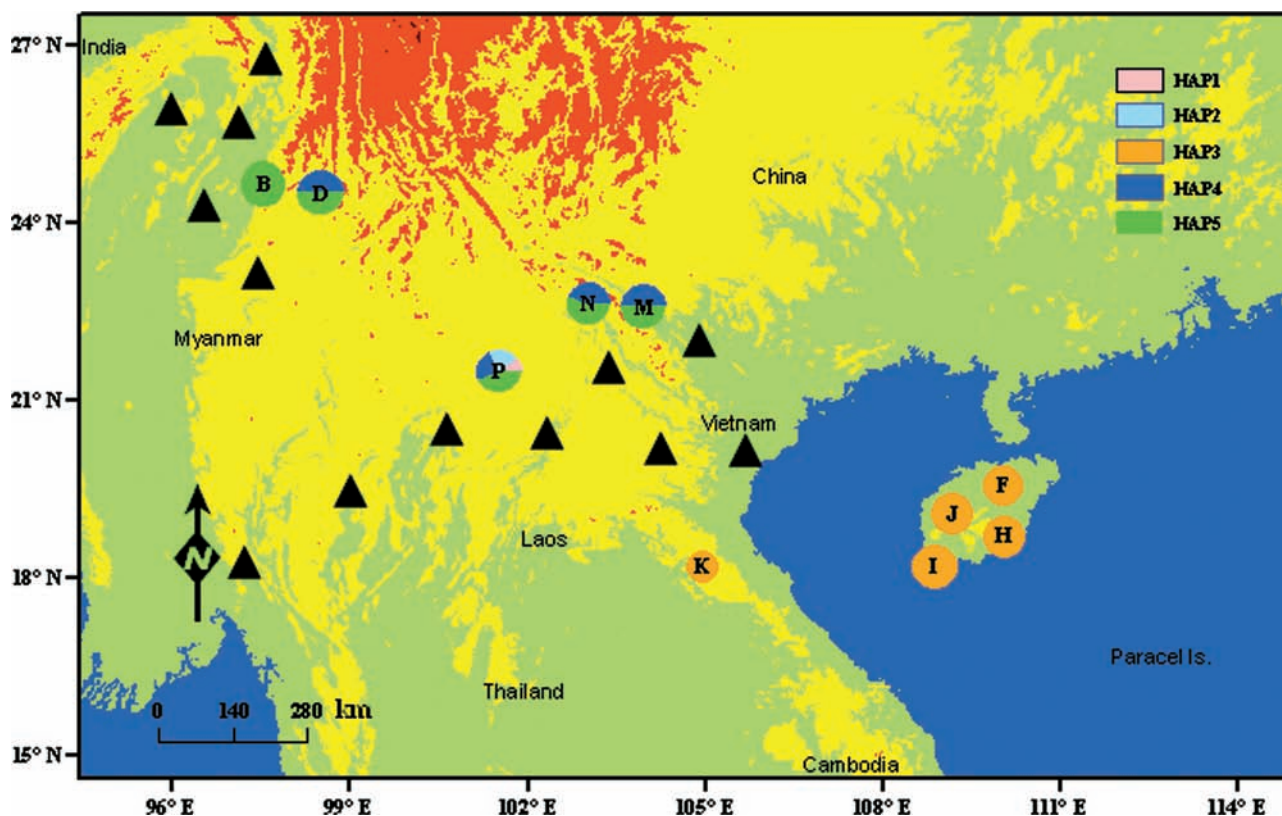 27° N
India
HAP1
HAP2
HAP3
HAP4
HAP5
China
B
D
24° N
N
M
Myanmar
P
21° N
Vietnam
F
J
H
Laos
K
I
18° N
N
Paracel Is.
Thailand
0 140 280 km
15° N
Cambodia
96° E 99° E 102° E 105° E 108° E 111° E 114° E